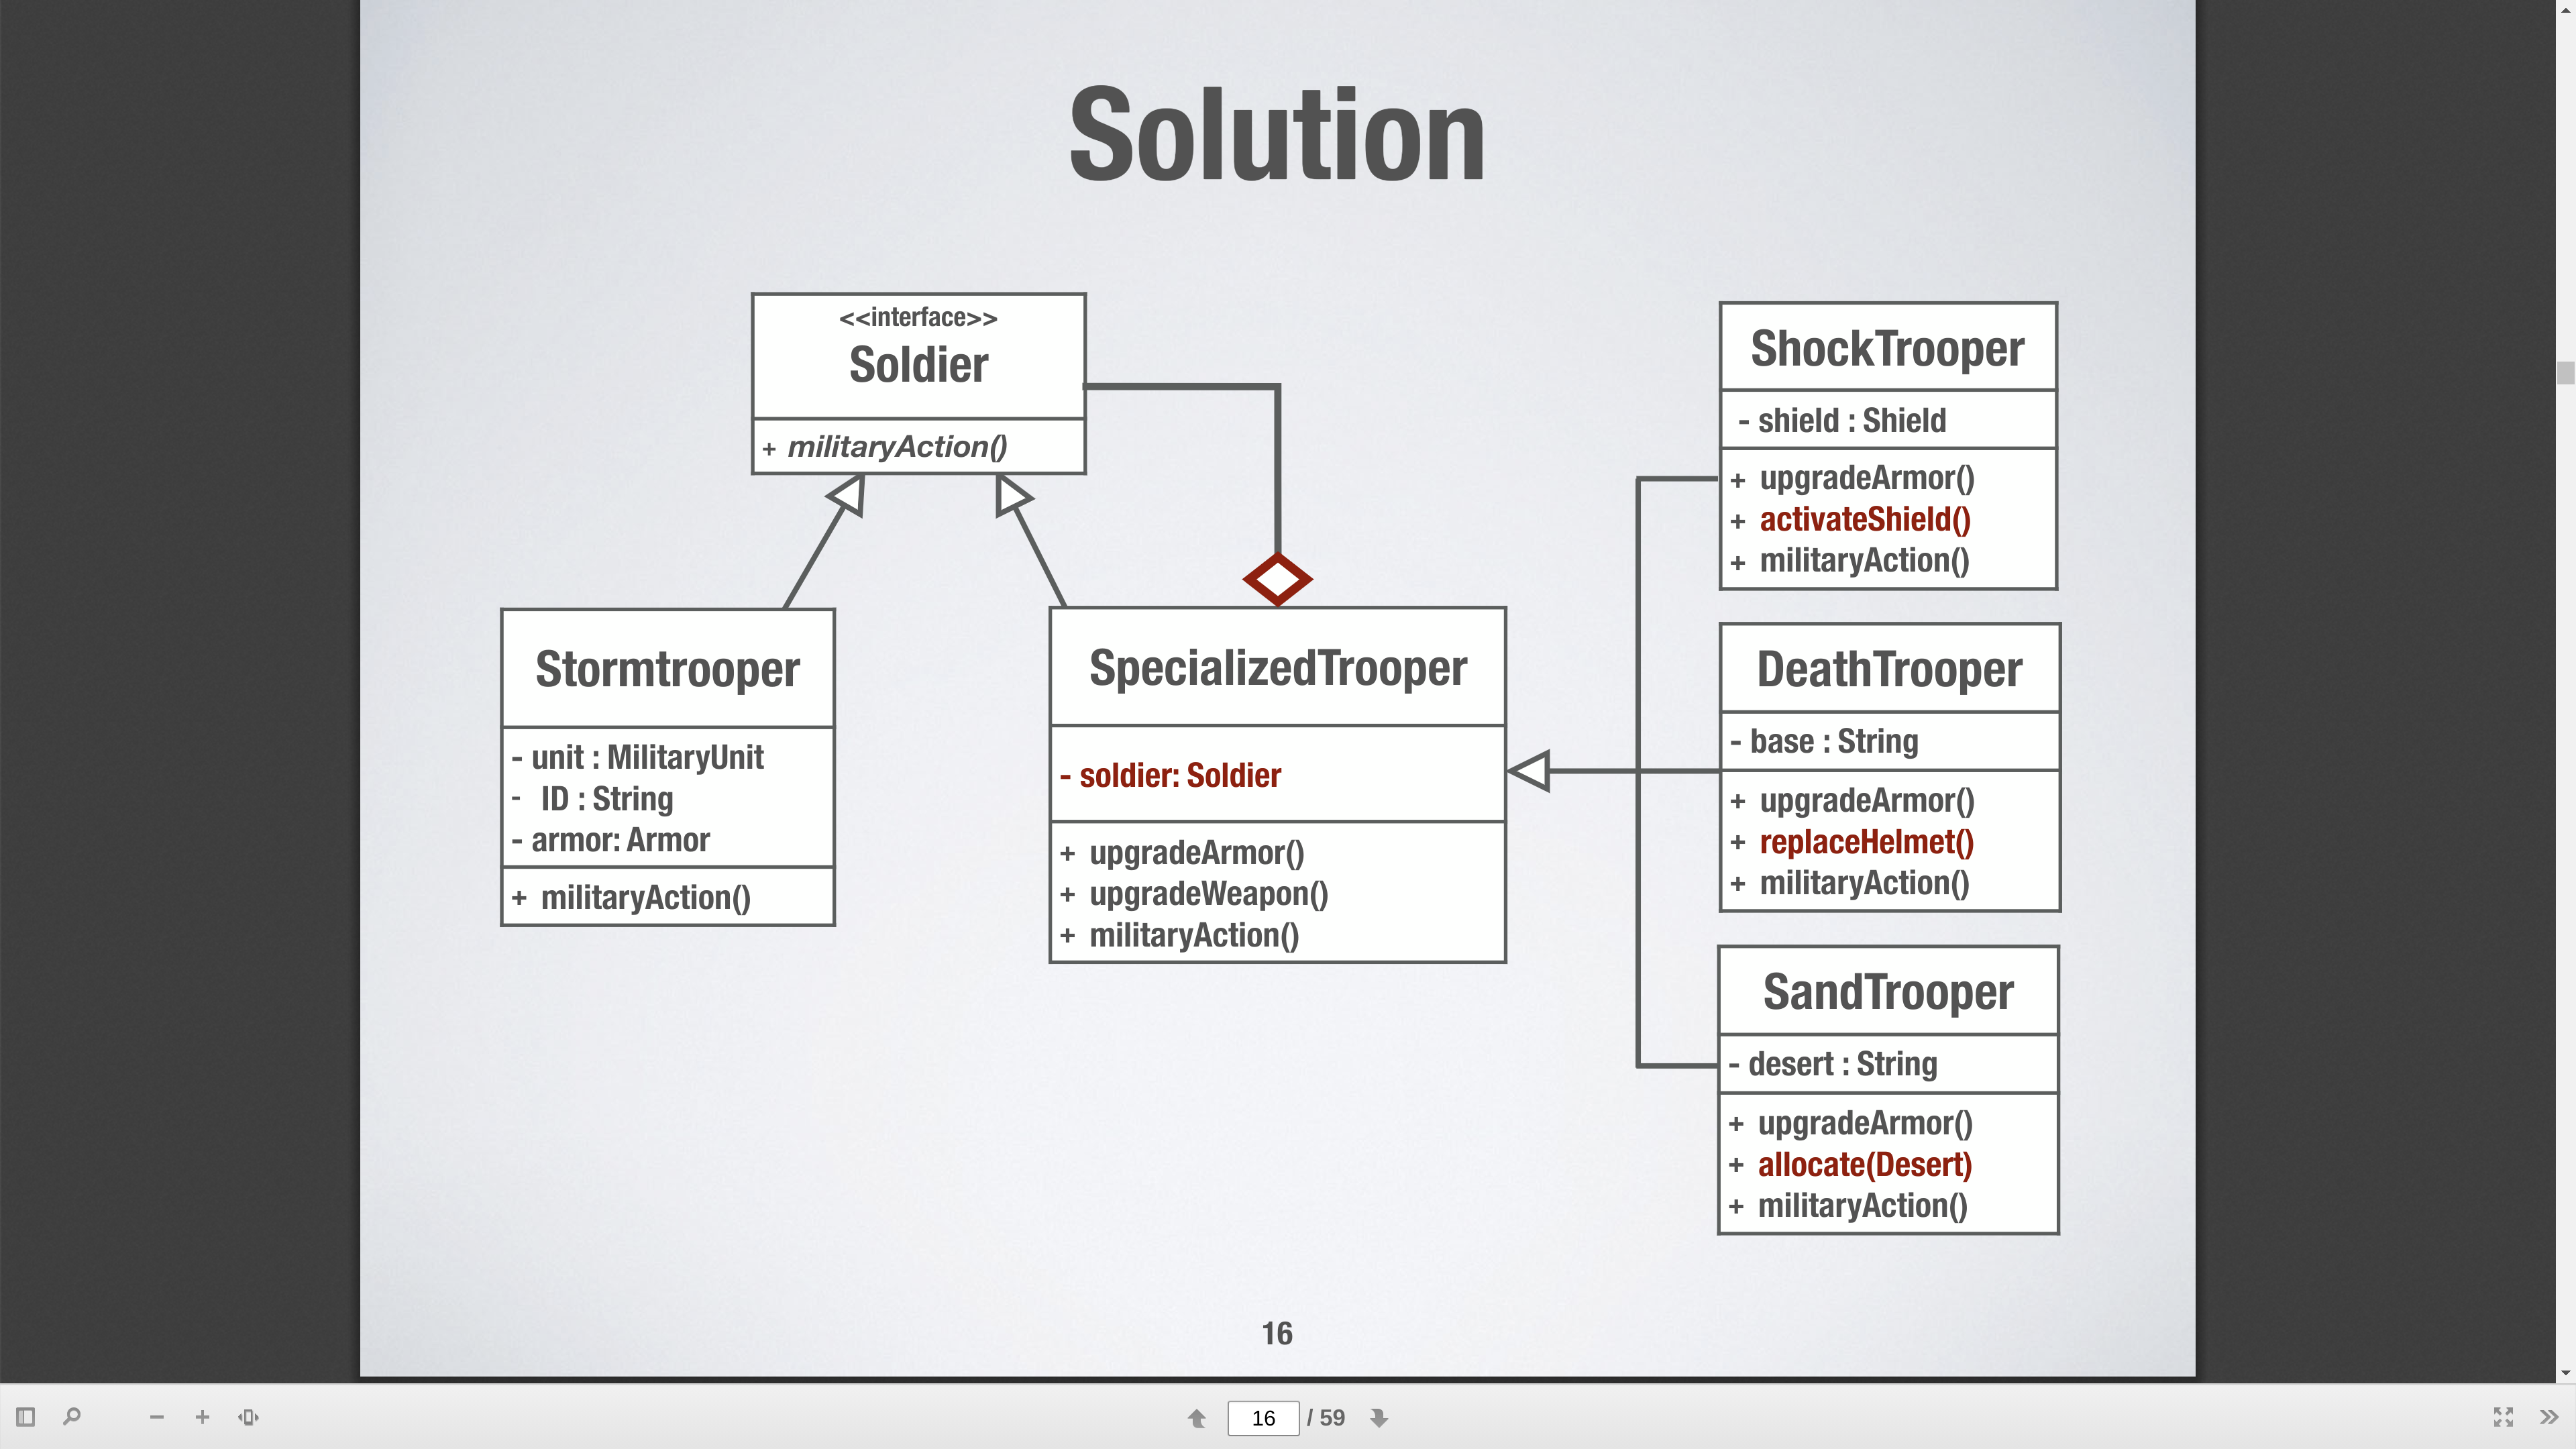 Solution
<<interface>>
Soldier
+ militaryAction()
Stormtrooper
- unit : MilitaryUnit
- ID : String
- armor: Armor
+ militaryAction()
SpecializedTrooper
- soldier: Soldier
+ upgradeArmor()
+ upgradeWeapon()
+ militaryAction()
ShockTrooper
- shield : Shield
+ upgradeArmor()
+ activateShield()
+ militaryAction()
DeathTrooper
- base : String
+ upgradeArmor()
+ replaceHelmet()
+ militaryAction()
SandTrooper
- desert : String
+ upgradeArmor()
+ allocate(Desert)
+ militaryAction()
16
16 / 59